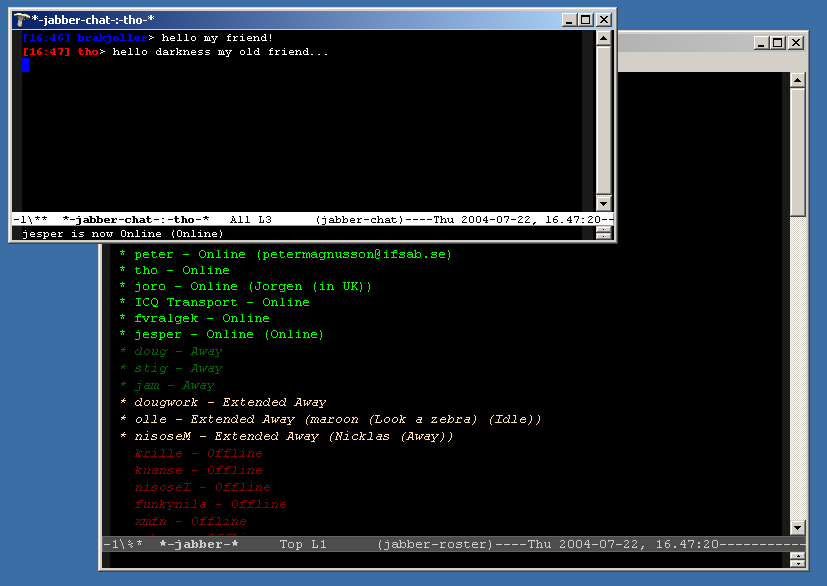 *-jabber-chat-:-tho-*
[16:46] brakjoller> hello my friend!
[16:47] tho> hello darkness my old friend...
-1\**  *-jabber-chat-:-tho-*   All L3      (jabber-chat)----Thu 2004-07-22, 16.47:20--
jesper is now Online (Online)
* peter - Online (petermagnusson@ifsab.se)
* tho - Online
* joro - Online (Jorgen (in UK))
* ICQ Transport - Online
* fvralgek - Online
* jesper - Online (Online)
* doug - Away
* stig - Away
* jam - Away
* dougwork - Extended Away
* olle - Extended Away (maroon (Look a zebra) (Idle))
* nisoseM - Extended Away (Nicklas (Away))
krille - Offline
kuanse - Offline
nisoseI - Offline
funkynila - Offline
xmfn - Offline
-1\%*  *-jabber-*     Top L1      (jabber-roster)----Thu 2004-07-22, 16.47:20-----------